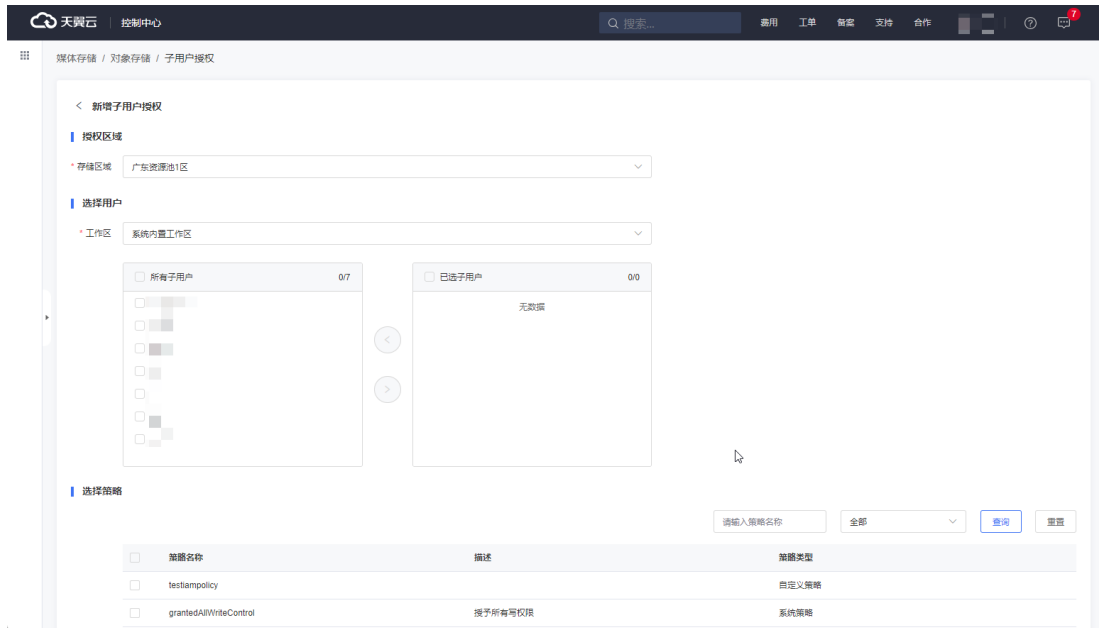 天翼云 控制中心 搜索... 费用 工单 备案 支持 合作 7
媒体存储 / 对象存储 / 子用户授权
< 新增子用户授权
授权区域
* 存储区域 广东资源池1区
选择用户
* 工作区 系统内置工作区
所有子用户 0/7 已选子用户 0/0
无数据
选择策略
请输入策略名称 全部 查询 重置
策略名称 描述 策略类型
testiampolicy 自定义策略
grantedAllWriteControl 授予所有写权限 系统策略